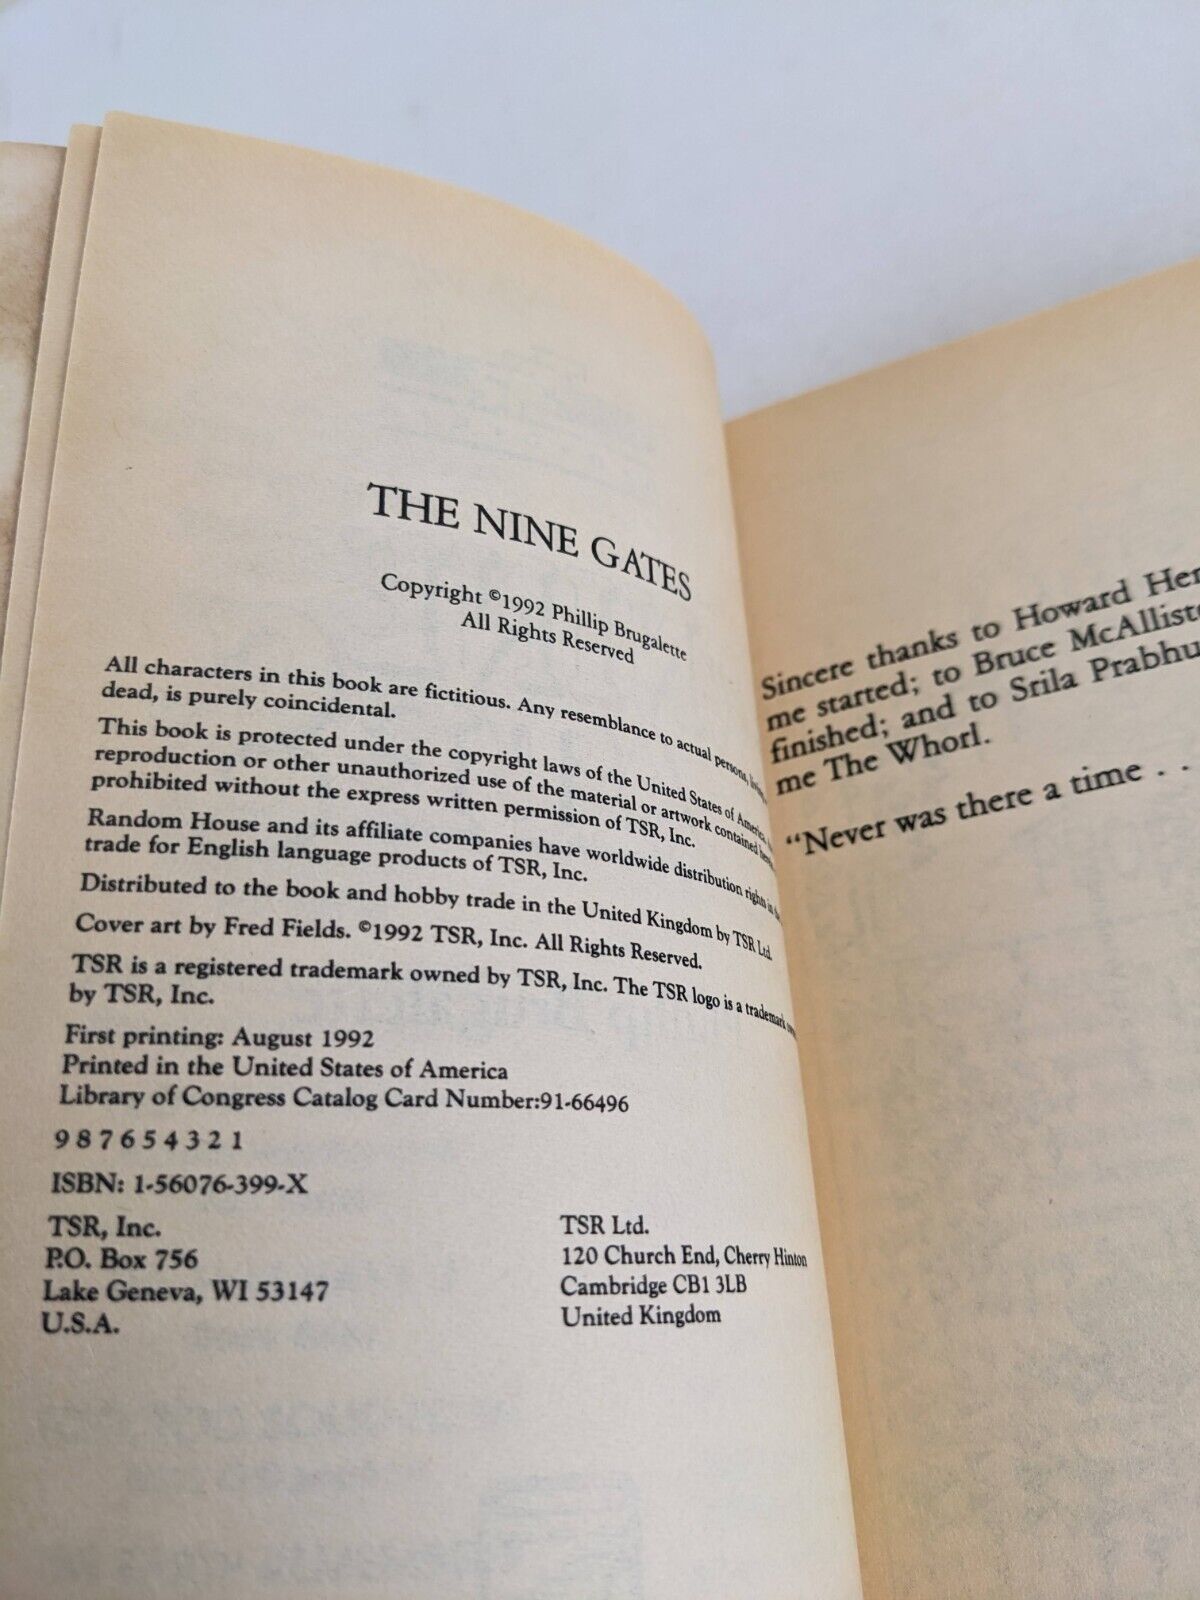 THE NINE GATES
Copyright ©1992 Phillip Brugalette
All Rights Reserved
All characters in this book are fictitious. Any resemblance to actual persons,
dead, is purely coincidental.
This book is protected under the copyright laws of the United States of America.
reproduction or other unauthorized use of the material or artwork contained
prohibited without the express written permission of TSR, Inc.
Random House and its affiliate companies have worldwide distribution rights in
trade for English language products of TSR, Inc.
Distributed to the book and hobby trade in the United Kingdom by TSR Ltd.
Cover art by Fred Fields. ©1992 TSR, Inc. All Rights Reserved.
TSR is a registered trademark owned by TSR, Inc. The TSR logo is a trademark
by TSR, Inc.
First printing: August 1992
Printed in the United States of America
Library of Congress Catalog Card Number:91-66496
9 8 7 6 5 4 3 2 1
ISBN: 1-56076-399-X
TSR, Inc.
P.O. Box 756
Lake Geneva, WI 53147
U.S.A.
TSR Ltd.
120 Church End, Cherry Hinton
Cambridge CB1 3LB
United Kingdom
Sincere thanks to Howard Her
me started; to Bruce McAlliste
finished; and to Srila Prabhu
me The Whorl.
"Never was there a time . .